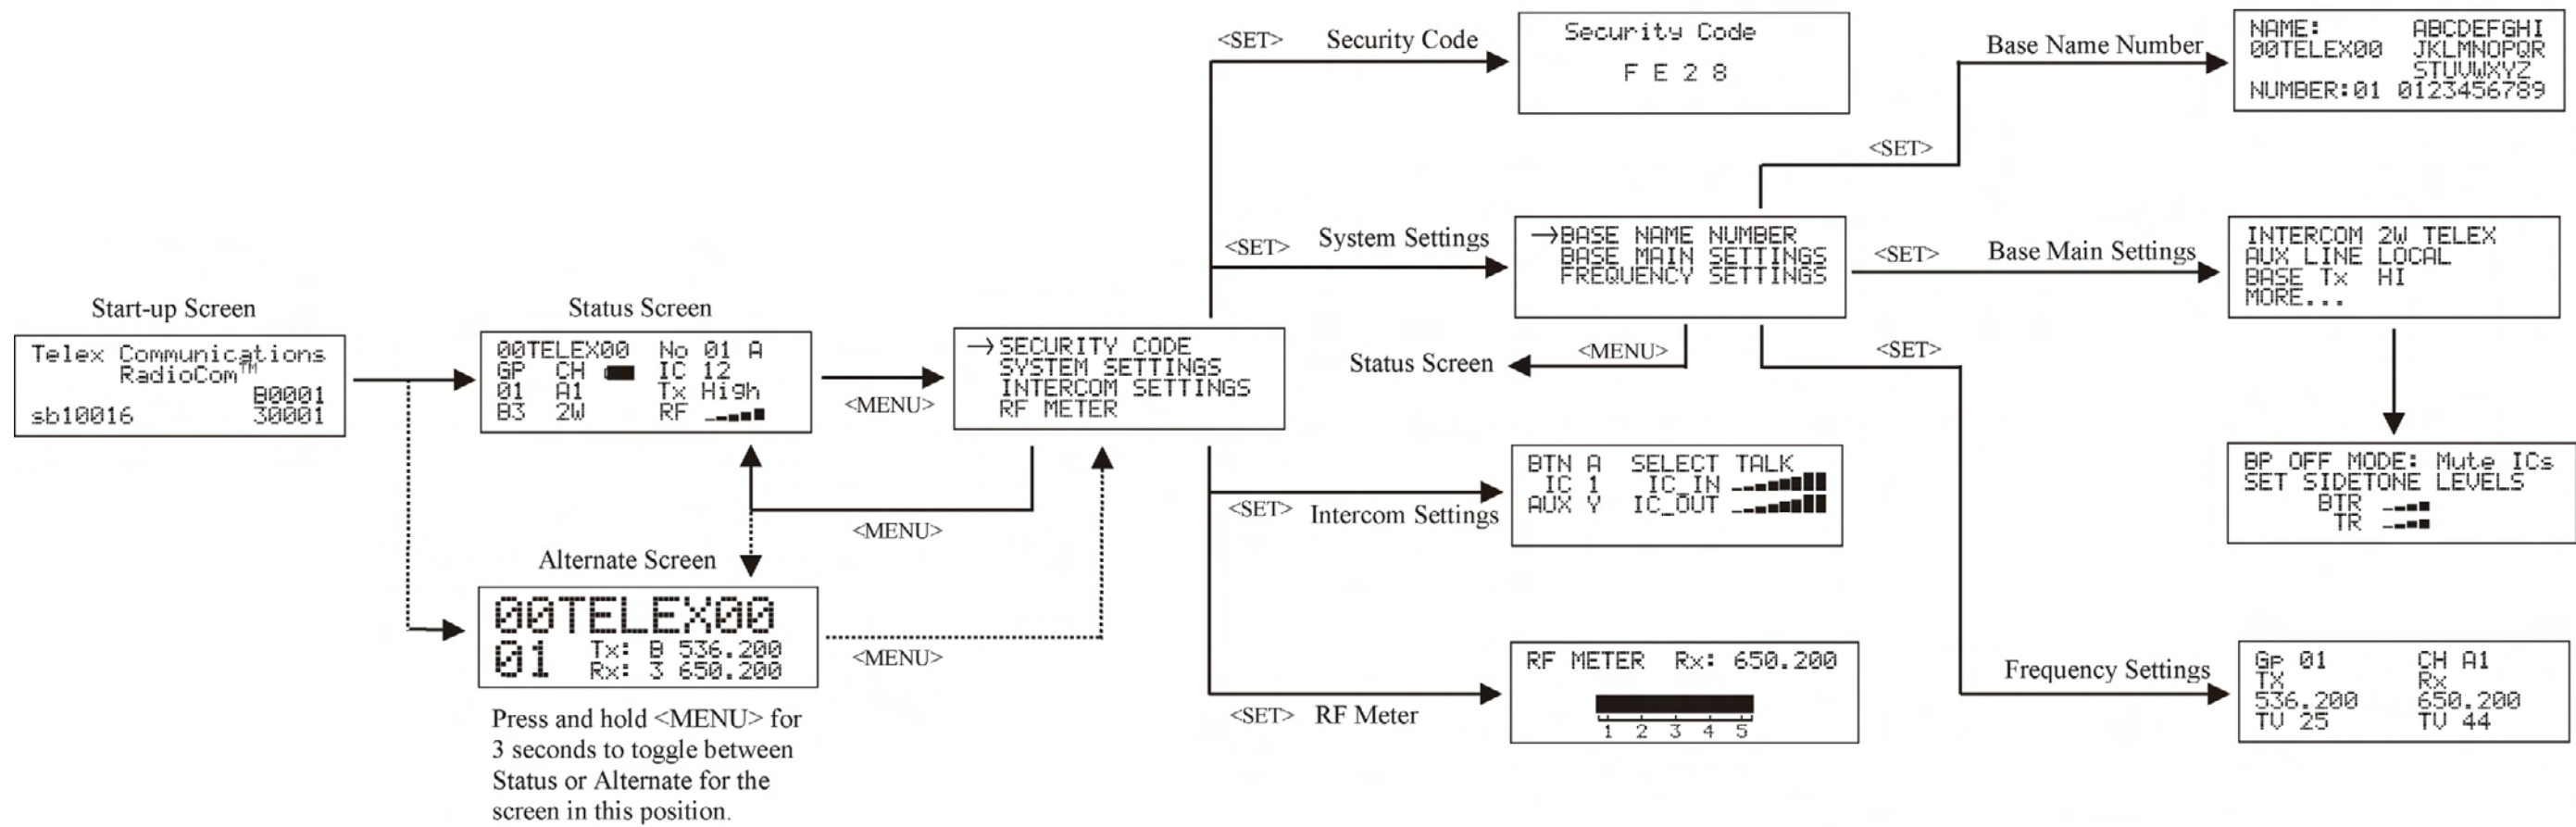 Start-up Screen
Telex Communications
RadioCom™
B0001
sb10016 30001
Status Screen
00TELEX00 No 01 A
GP CH IC 12
01 A1 Tx High
B3 2W RF
<MENU>
<MENU>
Alternate Screen
00TELEX00
01 Tx: B 536.200
Rx: 3 650.200
<MENU>
Press and hold <MENU> for
3 seconds to toggle between
Status or Alternate for the
screen in this position.
→SECURITY CODE
SYSTEM SETTINGS
INTERCOM SETTINGS
RF METER
<SET> Security Code
Security Code
F E 2 8
<SET> System Settings
→BASE NAME NUMBER
BASE MAIN SETTINGS
FREQUENCY SETTINGS
Status Screen <MENU>
<SET> Intercom Settings
BTN A SELECT TALK
IC 1 IC_IN
AUX Y IC_OUT
<SET> RF Meter
RF METER Rx: 650.200
1 2 3 4 5
<SET>
Base Name Number
NAME: ABCDEFGHI
00TELEX00 JKLMNOPQR
STUVWXYZ
NUMBER:01 0123456789
<SET> Base Main Settings
INTERCOM 2W TELEX
AUX LINE LOCAL
BASE Tx HI
MORE...
BP OFF MODE: Mute ICs
SET SIDETONE LEVELS
BTR
TR
<SET>
Frequency Settings
Gp 01 CH A1
TX Rx
536.200 650.200
TV 25 TV 44